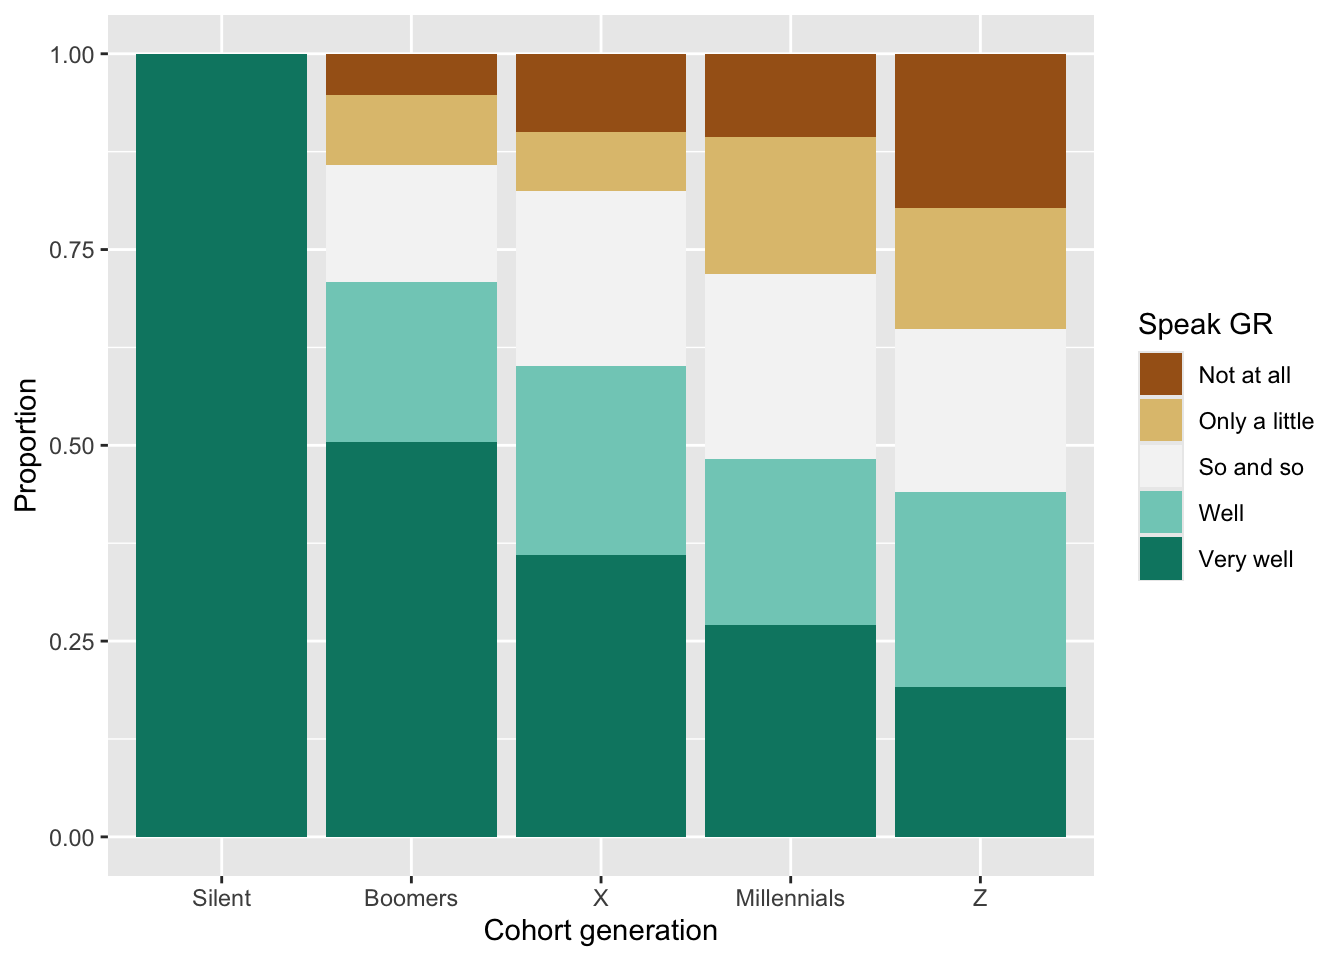 1.00
0.75
0.50
0.25
0.00
Proportion
Silent
Boomers
X
Millennials
Z
Cohort generation
Speak GR
Not at all
Only a little
So and so
Well
Very well